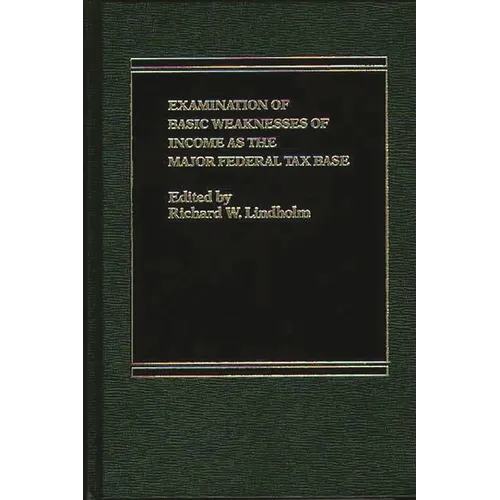 EXAMINATION OF
BASIC WEAKNESSES OF
INCOME AS THE
MAJOR FEDERAL TAX BASE
Edited by
Richard W. Lindholm